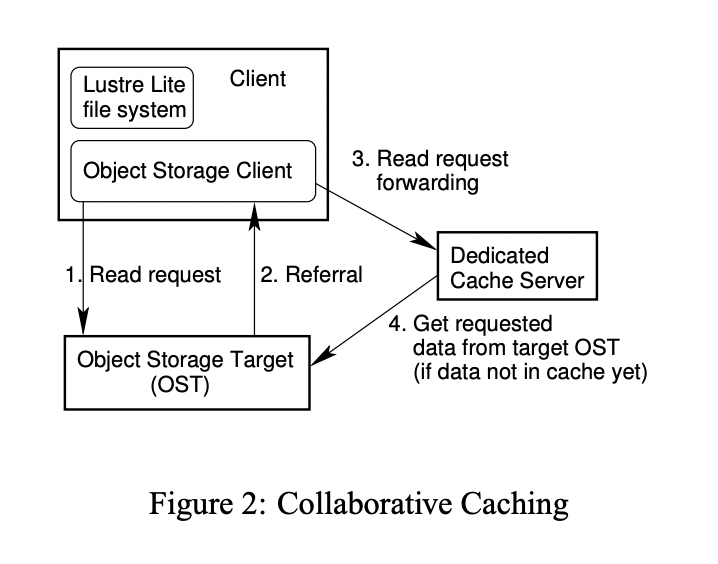 Client
Lustre Lite
file system
Object Storage Client
3. Read request
forwarding
1. Read request
2. Referral
Dedicated
Cache Server
4. Get requested
data from target OST
(if data not in cache yet)
Object Storage Target
(OST)
Figure 2: Collaborative Caching